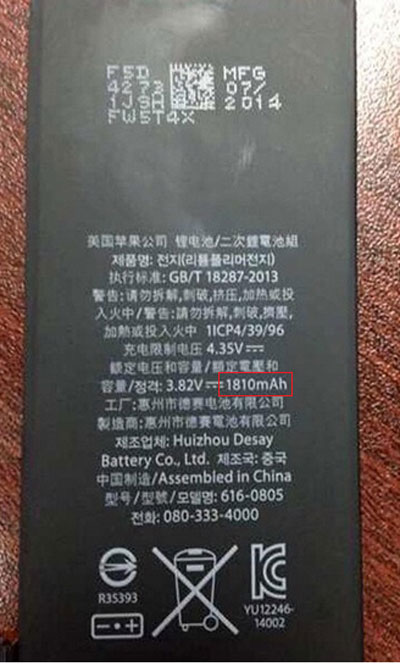 F5D MFG
4273 07/
1J9A 2014
FW5T4X
美国苹果公司 锂电池/二次鋰電池組
제품명: 전지(리튬폴리머전지)
执行标准: GB/T 18287-2013
警告:请勿拆解,刺破,挤压,加热或投
入火中/警告:請勿拆解,刺破,擠壓,
加熱或投入火中 1ICP4/39/96
充电限制电压 4.35V⎓
额定电压和容量/額定電壓和
容量/정격: 3.82V⎓1810mAh
工厂: 惠州市德赛电池有限公司
製造商: 惠州市德賽電池有限公司
제조업체: Huizhou Desay
Battery Co., Ltd. 제조국: 중국
中国制造/Assembled in China
型号/型號/모델명: 616-0805
전화: 080-333-4000
R35393
YU12246-
14002